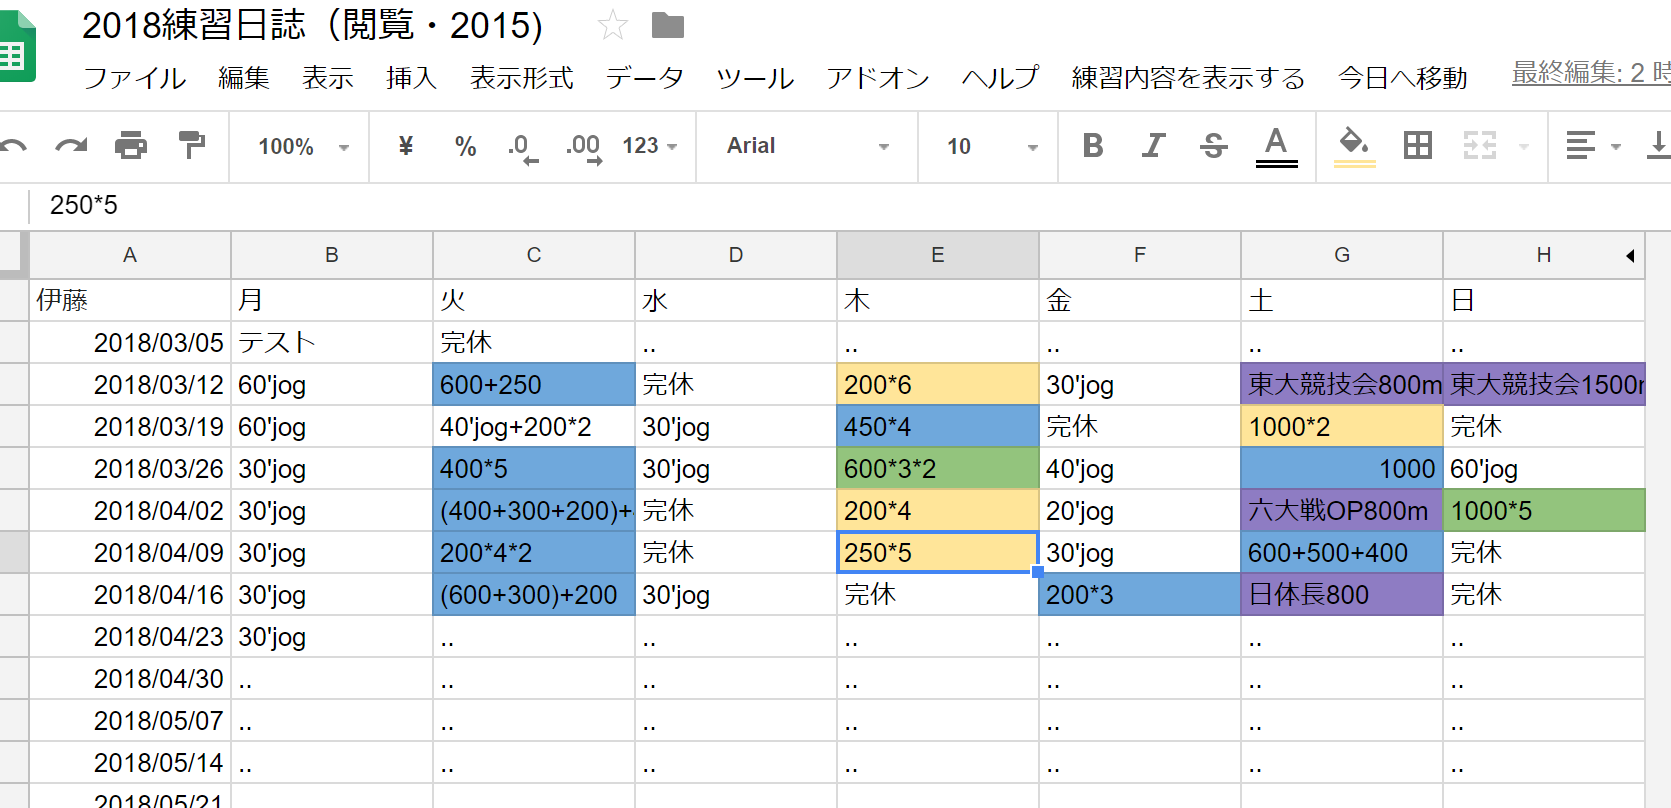 2018練習日誌（閲覧・2015)
ファイル 編集 表示 挿入 表示形式 データ ツール アドオン ヘルプ 練習内容を表示する 今日へ移動 最終編集: 2 時
100% ¥ % .0 .00 123 Arial 10 B I S A
250*5
A B C D E F G H
伊藤 月 火 水 木 金 土 日
2018/03/05 テスト 完休 .. .. .. .. ..
2018/03/12 60'jog 600+250 完休 200*6 30'jog 東大競技会800m 東大競技会1500m
2018/03/19 60'jog 40'jog+200*2 30'jog 450*4 完休 1000*2 完休
2018/03/26 30'jog 400*5 30'jog 600*3*2 40'jog 1000 60'jog
2018/04/02 30'jog (400+300+200)+ 完休 200*4 20'jog 六大戦OP800m 1000*5
2018/04/09 30'jog 200*4*2 完休 250*5 30'jog 600+500+400 完休
2018/04/16 30'jog (600+300)+200 30'jog 完休 200*3 日体長800 完休
2018/04/23 30'jog .. .. .. .. .. ..
2018/04/30 .. .. .. .. .. .. ..
2018/05/07 .. .. .. .. .. .. ..
2018/05/14 .. .. .. .. .. .. ..
2018/05/21